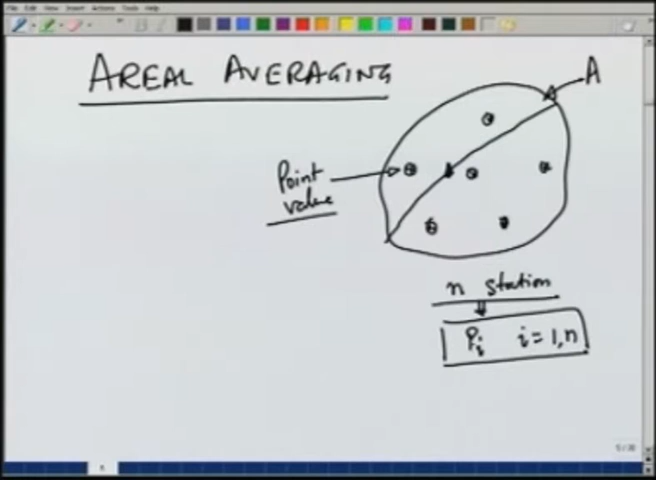 AREAL AVERAGING
A
Point
value
n station
Pi i=1,n